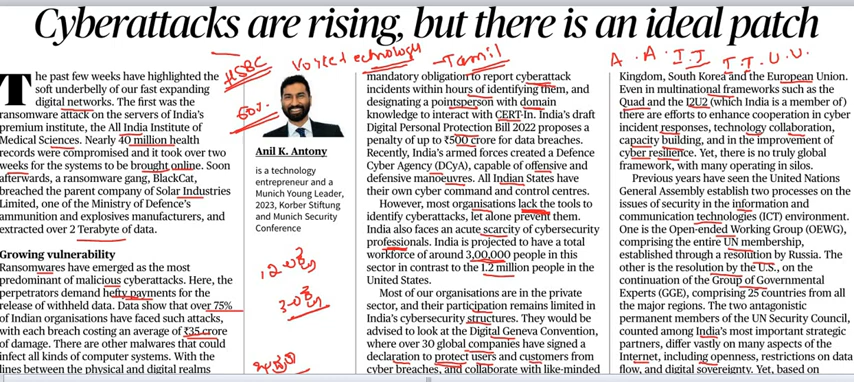 Cyberattacks are rising, but there is an ideal patch
The past few weeks have highlighted the
soft underbelly of our fast expanding
digital networks. The first was the
ransomware attack on the servers of India's
premium institute, the All India Institute of
Medical Sciences. Nearly 40 million health
records were compromised and it took over two
weeks for the systems to be brought online. Soon
afterwards, a ransomware gang, BlackCat,
breached the parent company of Solar Industries
Limited, one of the Ministry of Defence's
ammunition and explosives manufacturers, and
extracted over 2 Terabyte of data.
Growing vulnerability
Ransomwares have emerged as the most
predominant of malicious cyberattacks. Here, the
perpetrators demand hefty payments for the
release of withheld data. Data show that over 75%
of Indian organisations have faced such attacks,
with each breach costing an average of ₹35 crore
of damage. There are other malwares that could
infect all kinds of computer systems. With the
lines between the physical and digital realms
HSBC
60%
Anil K. Antony
is a technology
entrepreneur and a
Munich Young Leader,
2023, Korber Stiftung
and Munich Security
Conference
Tamil
mandatory obligation to report cyberattack
incidents within hours of identifying them, and
designating a pointsperson with domain
knowledge to interact with CERT-In. India's draft
Digital Personal Protection Bill 2022 proposes a
penalty of up to ₹500 crore for data breaches.
Recently, India's armed forces created a Defence
Cyber Agency (DCyA), capable of offensive and
defensive manoeuvres. All Indian States have
their own cyber command and control centres.
However, most organisations lack the tools to
identify cyberattacks, let alone prevent them.
India also faces an acute scarcity of cybersecurity
professionals. India is projected to have a total
workforce of around 3,00,000 people in this
sector in contrast to the 1.2 million people in the
United States.
Most of our organisations are in the private
sector, and their participation remains limited in
India's cybersecurity structures. They would be
advised to look at the Digital Geneva Convention,
where over 30 global companies have signed a
declaration to protect users and customers from
cyber breaches, and collaborate with like-minded
A. A. I. I. I. I. U. U.
Kingdom, South Korea and the European Union.
Even in multinational frameworks such as the
Quad and the I2U2 (which India is a member of)
there are efforts to enhance cooperation in cyber
incident responses, technology collaboration,
capacity building, and in the improvement of
cyber resilience. Yet, there is no truly global
framework, with many operating in silos.
Previous years have seen the United Nations
General Assembly establish two processes on the
issues of security in the information and
communication technologies (ICT) environment.
One is the Open-ended Working Group (OEWG),
comprising the entire UN membership,
established through a resolution by Russia. The
other is the resolution by the U.S., on the
continuation of the Group of Governmental
Experts (GGE), comprising 25 countries from all
the major regions. The two antagonistic
permanent members of the UN Security Council,
counted among India's most important strategic
partners, differ vastly on many aspects of the
Internet, including openness, restrictions on data
flow, and digital sovereignty. Yet, based on